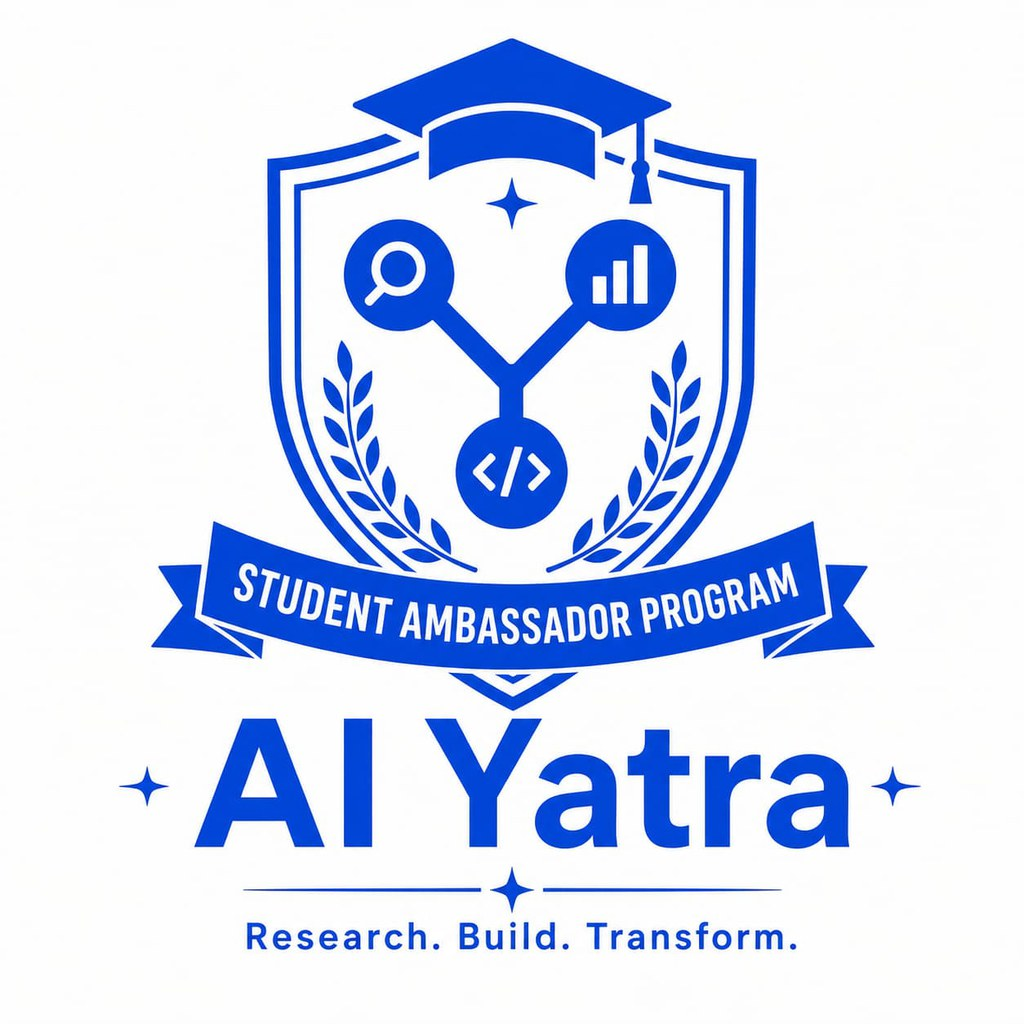 </>
STUDENT AMBASSADOR PROGRAM
AI Yatra
Research. Build. Transform.